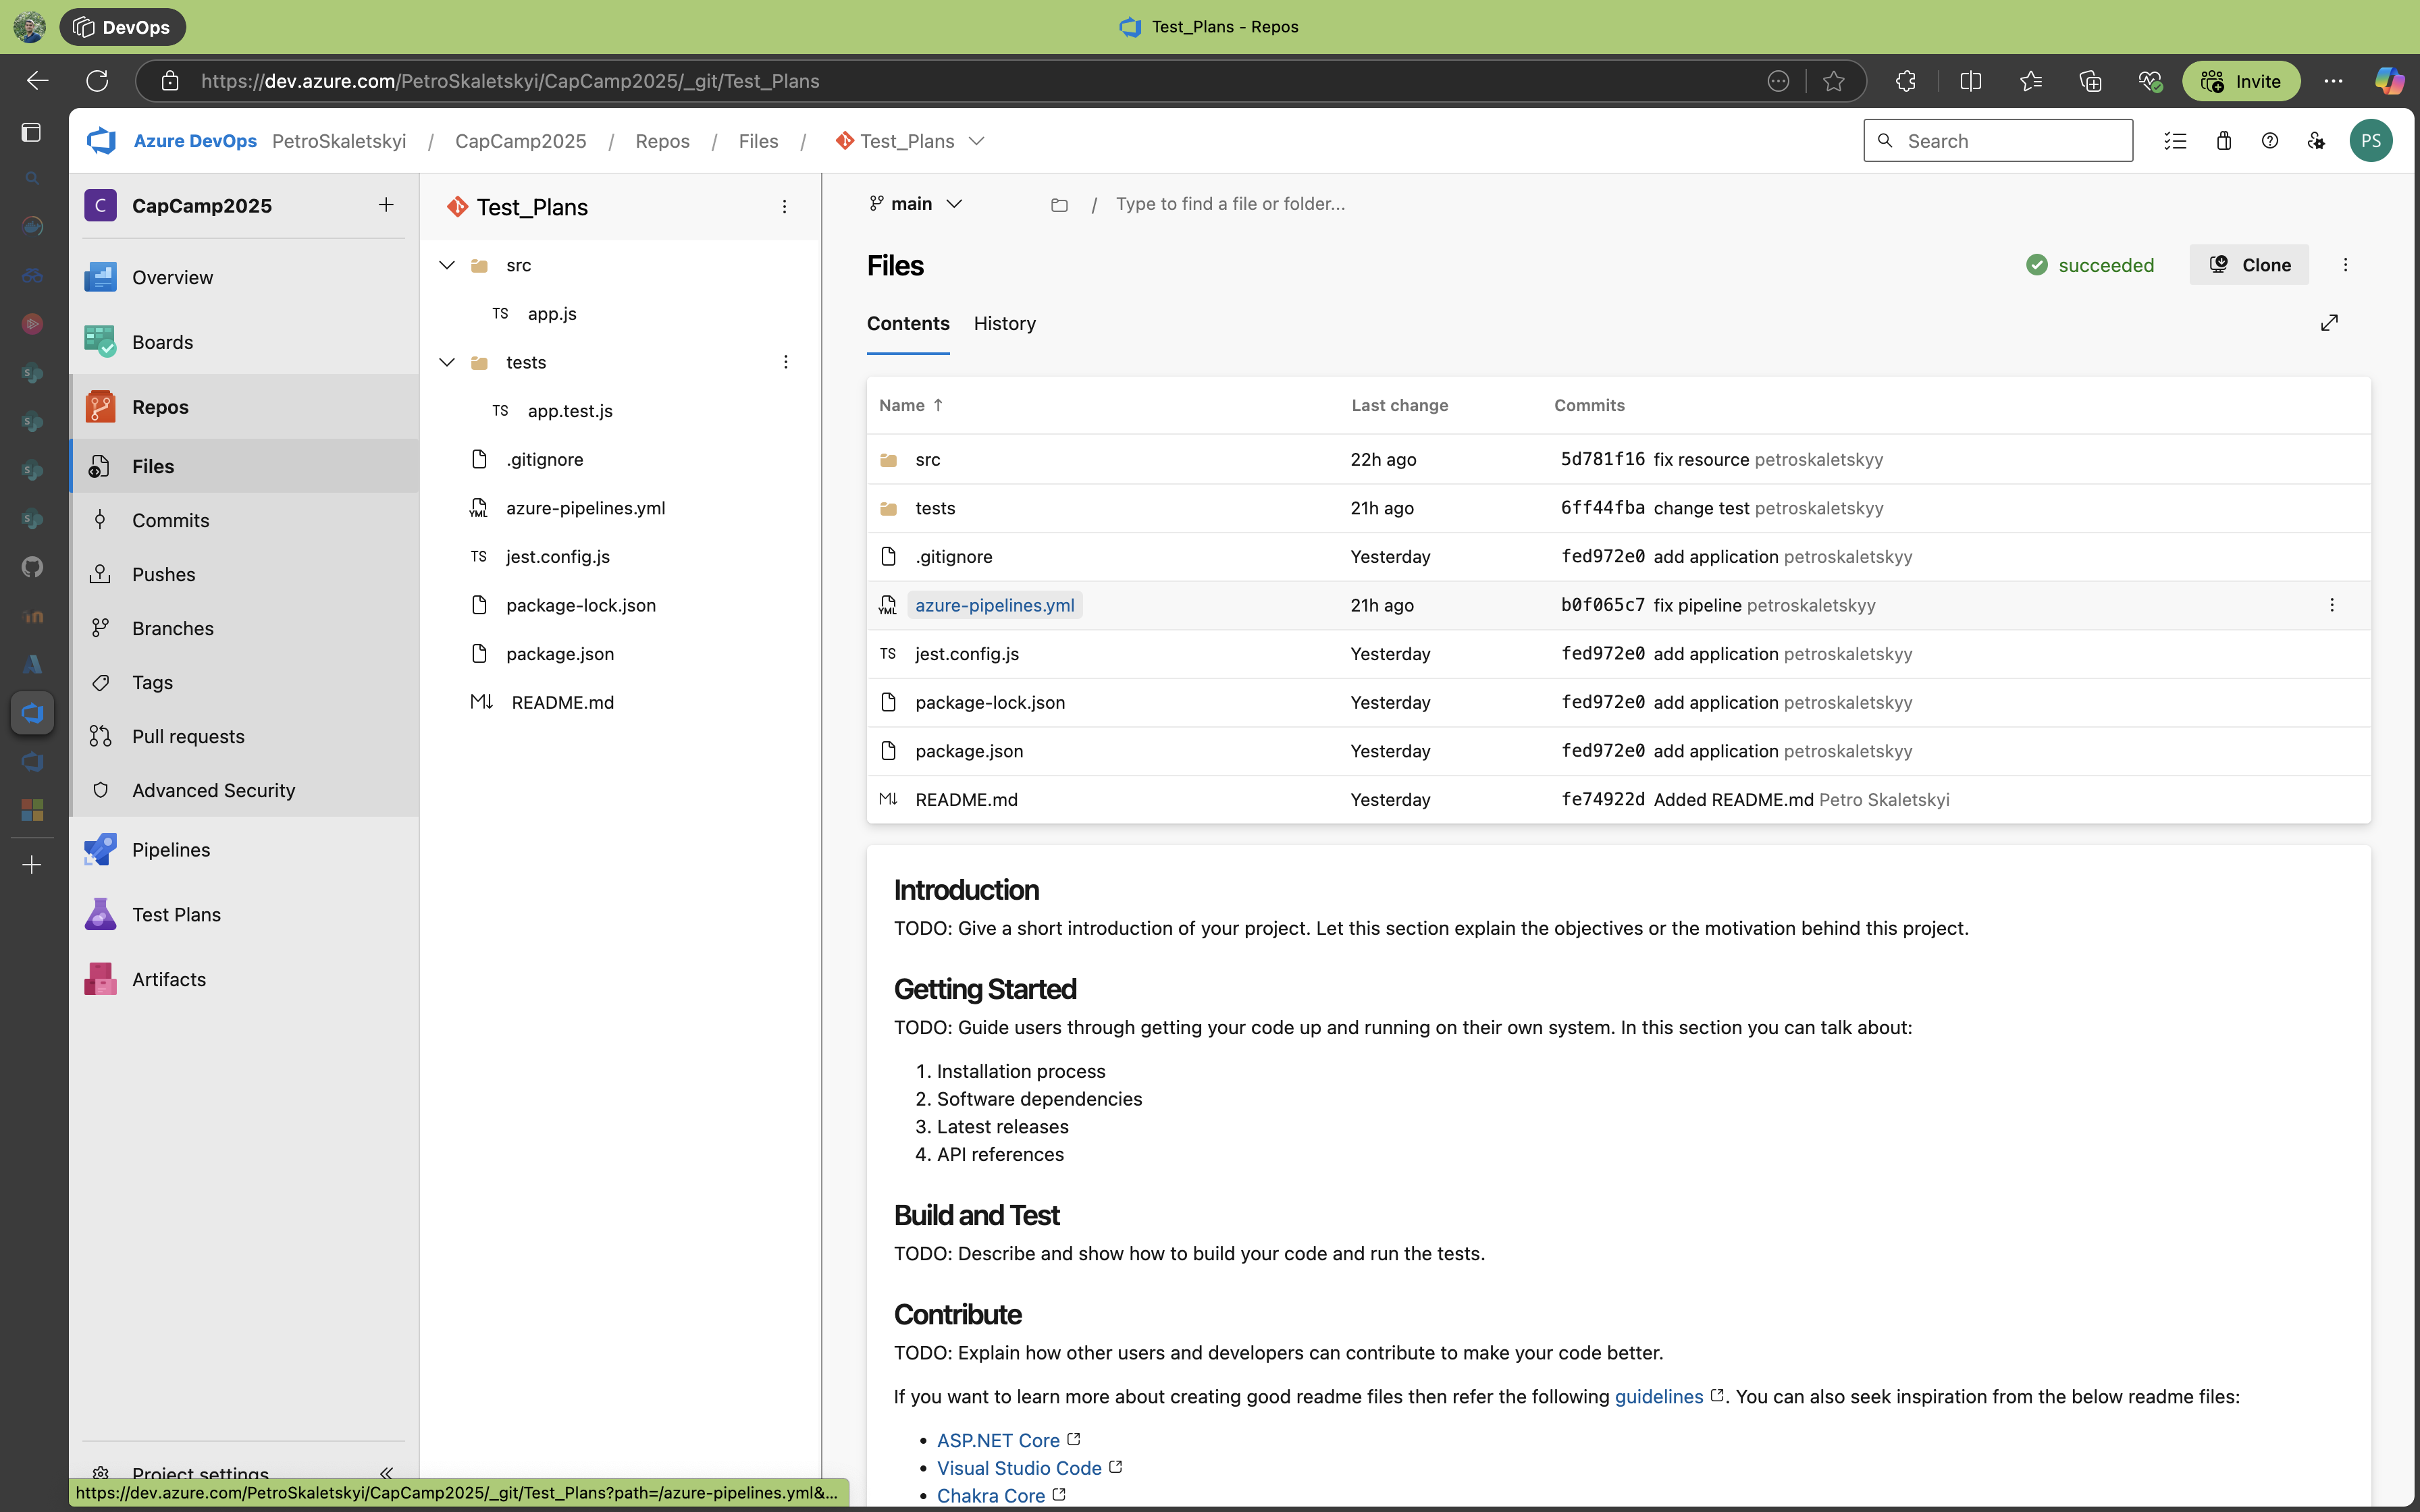 DevOps
Test_Plans - Repos
https://dev.azure.com/PetroSkaletskyi/CapCamp2025/_git/Test_Plans
Invite
Azure DevOps PetroSkaletskyi / CapCamp2025 / Repos / Files / Test_Plans
Search
PS
C CapCamp2025
Overview
Boards
Repos
Files
Commits
Pushes
Branches
Tags
Pull requests
Advanced Security
Pipelines
Test Plans
Artifacts
Project settings
https://dev.azure.com/PetroSkaletskyi/CapCamp2025/_git/Test_Plans?path=/azure-pipelines.yml&...
Test_Plans
src
TS app.js
tests
TS app.test.js
.gitignore
YML azure-pipelines.yml
TS jest.config.js
package-lock.json
package.json
M↓ README.md
main / Type to find a file or folder...
Files
succeeded
Clone
Contents History
Name ↑ Last change Commits
src 22h ago 5d781f16 fix resource petroskaletskyy
tests 21h ago 6ff44fba change test petroskaletskyy
.gitignore Yesterday fed972e0 add application petroskaletskyy
YML azure-pipelines.yml 21h ago b0f065c7 fix pipeline petroskaletskyy
TS jest.config.js Yesterday fed972e0 add application petroskaletskyy
package-lock.json Yesterday fed972e0 add application petroskaletskyy
package.json Yesterday fed972e0 add application petroskaletskyy
M↓ README.md Yesterday fe74922d Added README.md Petro Skaletskyi
Introduction
TODO: Give a short introduction of your project. Let this section explain the objectives or the motivation behind this project.
Getting Started
TODO: Guide users through getting your code up and running on their own system. In this section you can talk about:
1. Installation process
2. Software dependencies
3. Latest releases
4. API references
Build and Test
TODO: Describe and show how to build your code and run the tests.
Contribute
TODO: Explain how other users and developers can contribute to make your code better.
If you want to learn more about creating good readme files then refer the following guidelines. You can also seek inspiration from the below readme files:
• ASP.NET Core
• Visual Studio Code
• Chakra Core